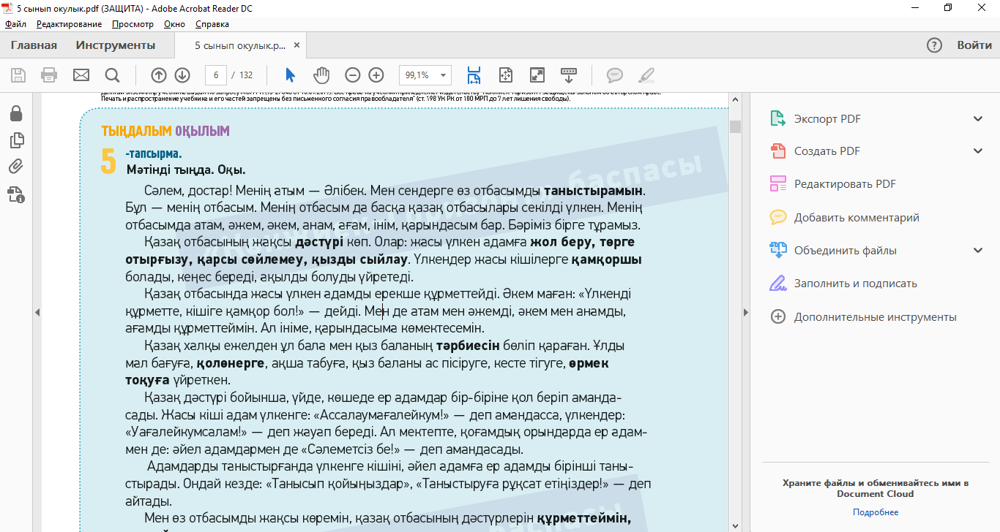 5 сынып окулык.pdf (ЗАЩИТА) - Adobe Acrobat Reader DC
Файл Редактирование Просмотр Окно Справка
Главная Инструменты 5 сынып окулык.p... × ? Войти
6 / 132 99,1%
Печать и распространение учебника и его частей запрещены без письменного согласия правообладателя" (ст. 198 УК РК от 100 МРП до 7 лет лишения свободы).
ТЫҢДАЛЫМ ОҚЫЛЫМ
5 -тапсырма.
Мәтінді тыңда. Оқы.
Сәлем, достар! Менің атым — Әлібек. Мен сендерге өз отбасымды таныстырамын.
Бұл — менің отбасым. Менің отбасым да басқа қазақ отбасылары секілді үлкен. Менің
отбасымда атам, әжем, әкем, анам, ағам, інім, қарындасым бар. Бәріміз бірге тұрамыз.
Қазақ отбасының жақсы дәстүрі көп. Олар: жасы үлкен адамға жол беру, төрге
отырғызу, қарсы сөйлемеу, қызды сыйлау. Үлкендер жасы кішілерге қамқоршы
болады, кеңес береді, ақылды болуды үйретеді.
Қазақ отбасында жасы үлкен адамды ерекше құрметтейді. Әкем маған: «Үлкенді
құрметте, кішіге қамқор бол!» — дейді. Мен де атам мен әжемді, әкем мен анамды,
ағамды құрметтеймін. Ал ініме, қарындасыма көмектесемін.
Қазақ халқы ежелден ұл бала мен қыз баланың тәрбиесін бөліп қараған. Ұлды
мал бағуға, қолөнерге, ақша табуға, қыз баланы ас пісіруге, кесте тігуге, өрмек
тоқуға үйреткен.
Қазақ дәстүрі бойынша, үйде, көшеде ер адамдар бір-біріне қол беріп аманда-
сады. Жасы кіші адам үлкенге: «Ассалаумағалейкум!» — деп амандасса, үлкендер:
«Уағалейкумсалам!» — деп жауап береді. Ал мектепте, қоғамдық орындарда ер адам-
мен де: әйел адамдармен де «Сәлеметсіз бе!» — деп амандасады.
Адамдарды таныстырғанда үлкенге кішіні, әйел адамға ер адамды бірінші таны-
стырады. Ондай кезде: «Танысып қойыңыздар», «Таныстыруға рұқсат етіңіздер!» — деп
айтады.
Мен өз отбасымды жақсы көремін, қазақ отбасының дәстүрлерін құрметтеймін,
Экспорт PDF
Создать PDF
Редактировать PDF
Добавить комментарий
Объединить файлы
Заполнить и подписать
Дополнительные инструменты
Храните файлы и обменивайтесь ими в
Document Cloud
Подробнее